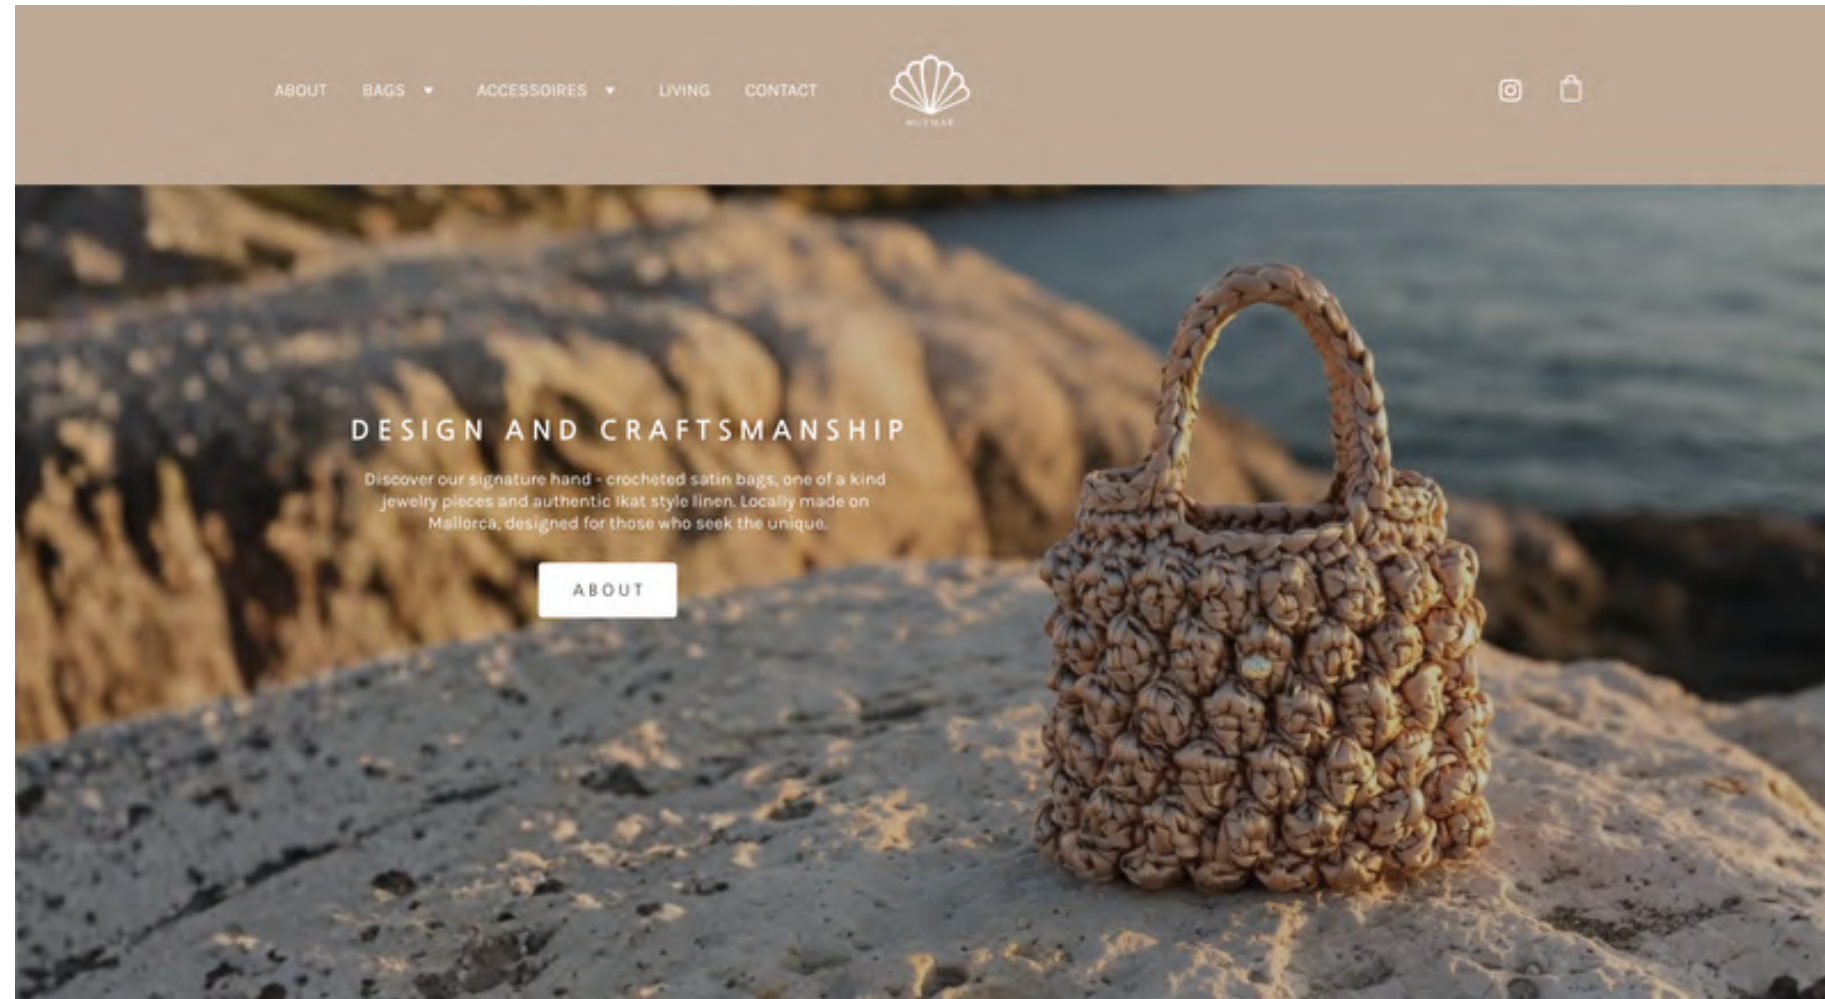 ABOUT BAGS ▼ ACCESSOIRES ▼ LIVING CONTACT
DESIGN AND CRAFTSMANSHIP
Discover our signature hand - crocheted satin bags, one of a kind
jewelry pieces and authentic Ikat style linen. Locally made on
Mallorca, designed for those who seek the unique.
ABOUT